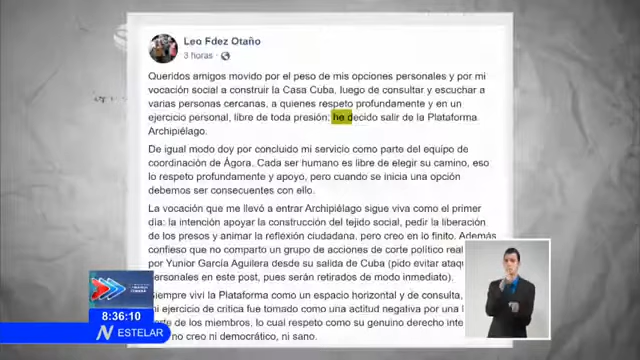 Leo Fdez Otaño
3 horas ·
Queridos amigos movido por el peso de mis opciones personales y por mi
vocación social a construir la Casa Cuba, luego de consultar y escuchar a
varias personas cercanas, a quienes respeto profundamente y en un
ejercicio personal, libre de toda presión: he decido salir de la Plataforma
Archipiélago.
De igual modo doy por concluido mi servicio como parte del equipo de
coordinación de Ágora. Cada ser humano es libre de elegir su camino, eso
lo respeto profundamente y apoyo, pero cuando se inicia una opción
debemos ser consecuentes con ello.
La vocación que me llevó a entrar Archipiélago sigue viva como el primer
día: la intención apoyar la construcción del tejido social, pedir la liberación
de los presos y animar la reflexión ciudadana, pero creo en lo finito. Además
confieso que no comparto un grupo de acciones de corte político real
por Yunior García Aguilera desde su salida de Cuba (pido evitar ataq
personales en este post, pues serán retirados de modo inmediato).
Siempre viví la Plataforma como un espacio horizontal y de consulta,
i ejercicio de crítica fue tomado como una actitud negativa por una
te de los miembros, lo cual respeto como su genuino derecho inte
no creo ni democrático, ni sano.
8:36:10
N ESTELAR